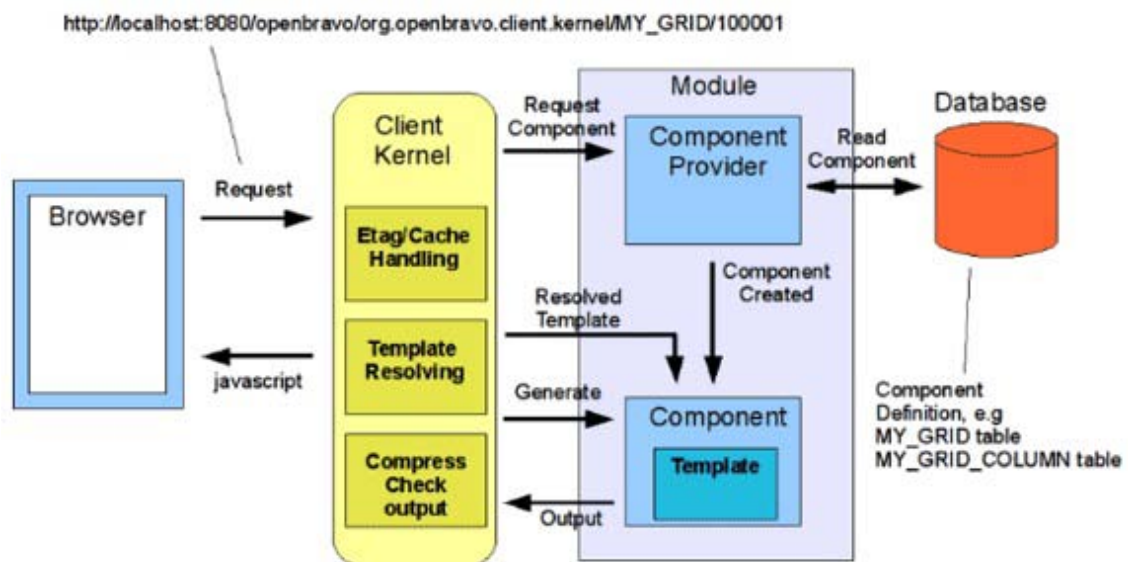 http://localhost:8080/openbravo/org.openbravo.client.kernel/MY_GRID/100001
Browser
Request
javascript
Client
Kernel
Etag/Cache
Handling
Template
Resolving
Compress
Check
output
Request
Component
Resolved
Template
Generate
Output
Module
Component
Provider
Component
Created
Component
Template
Read
Component
Database
Component
Definition, e.g
MY_GRID table
MY_GRID_COLUMN table